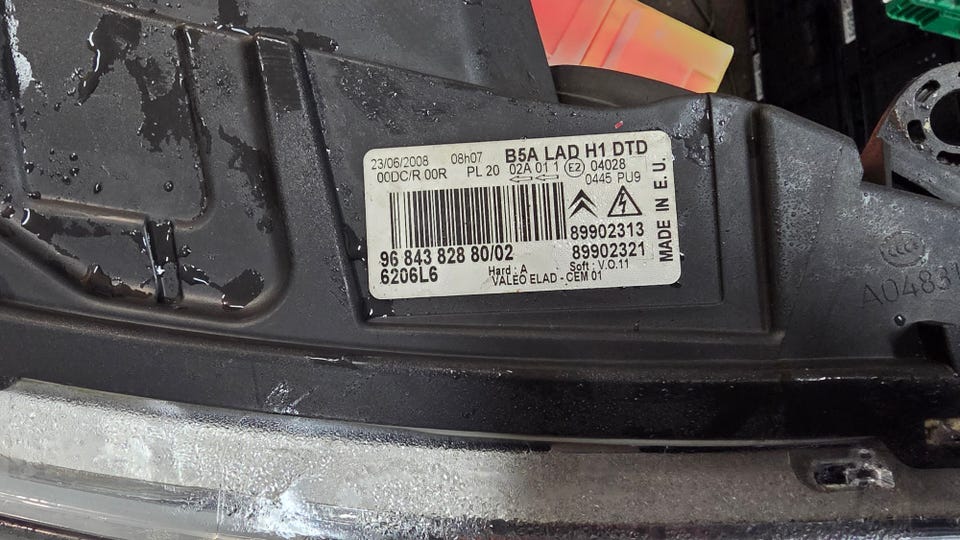 23/06/2008 08h07 B5A LAD H1 DTD
00DC/R 00R PL 20 02A 01 1 E2 04028
0445 PU9
89902313
96 843 828 80/02 89902321
6206L6 Hard : A Soft : V.O.11
VALEO ELAD - CEM 01
MADE IN E.U.
A0483